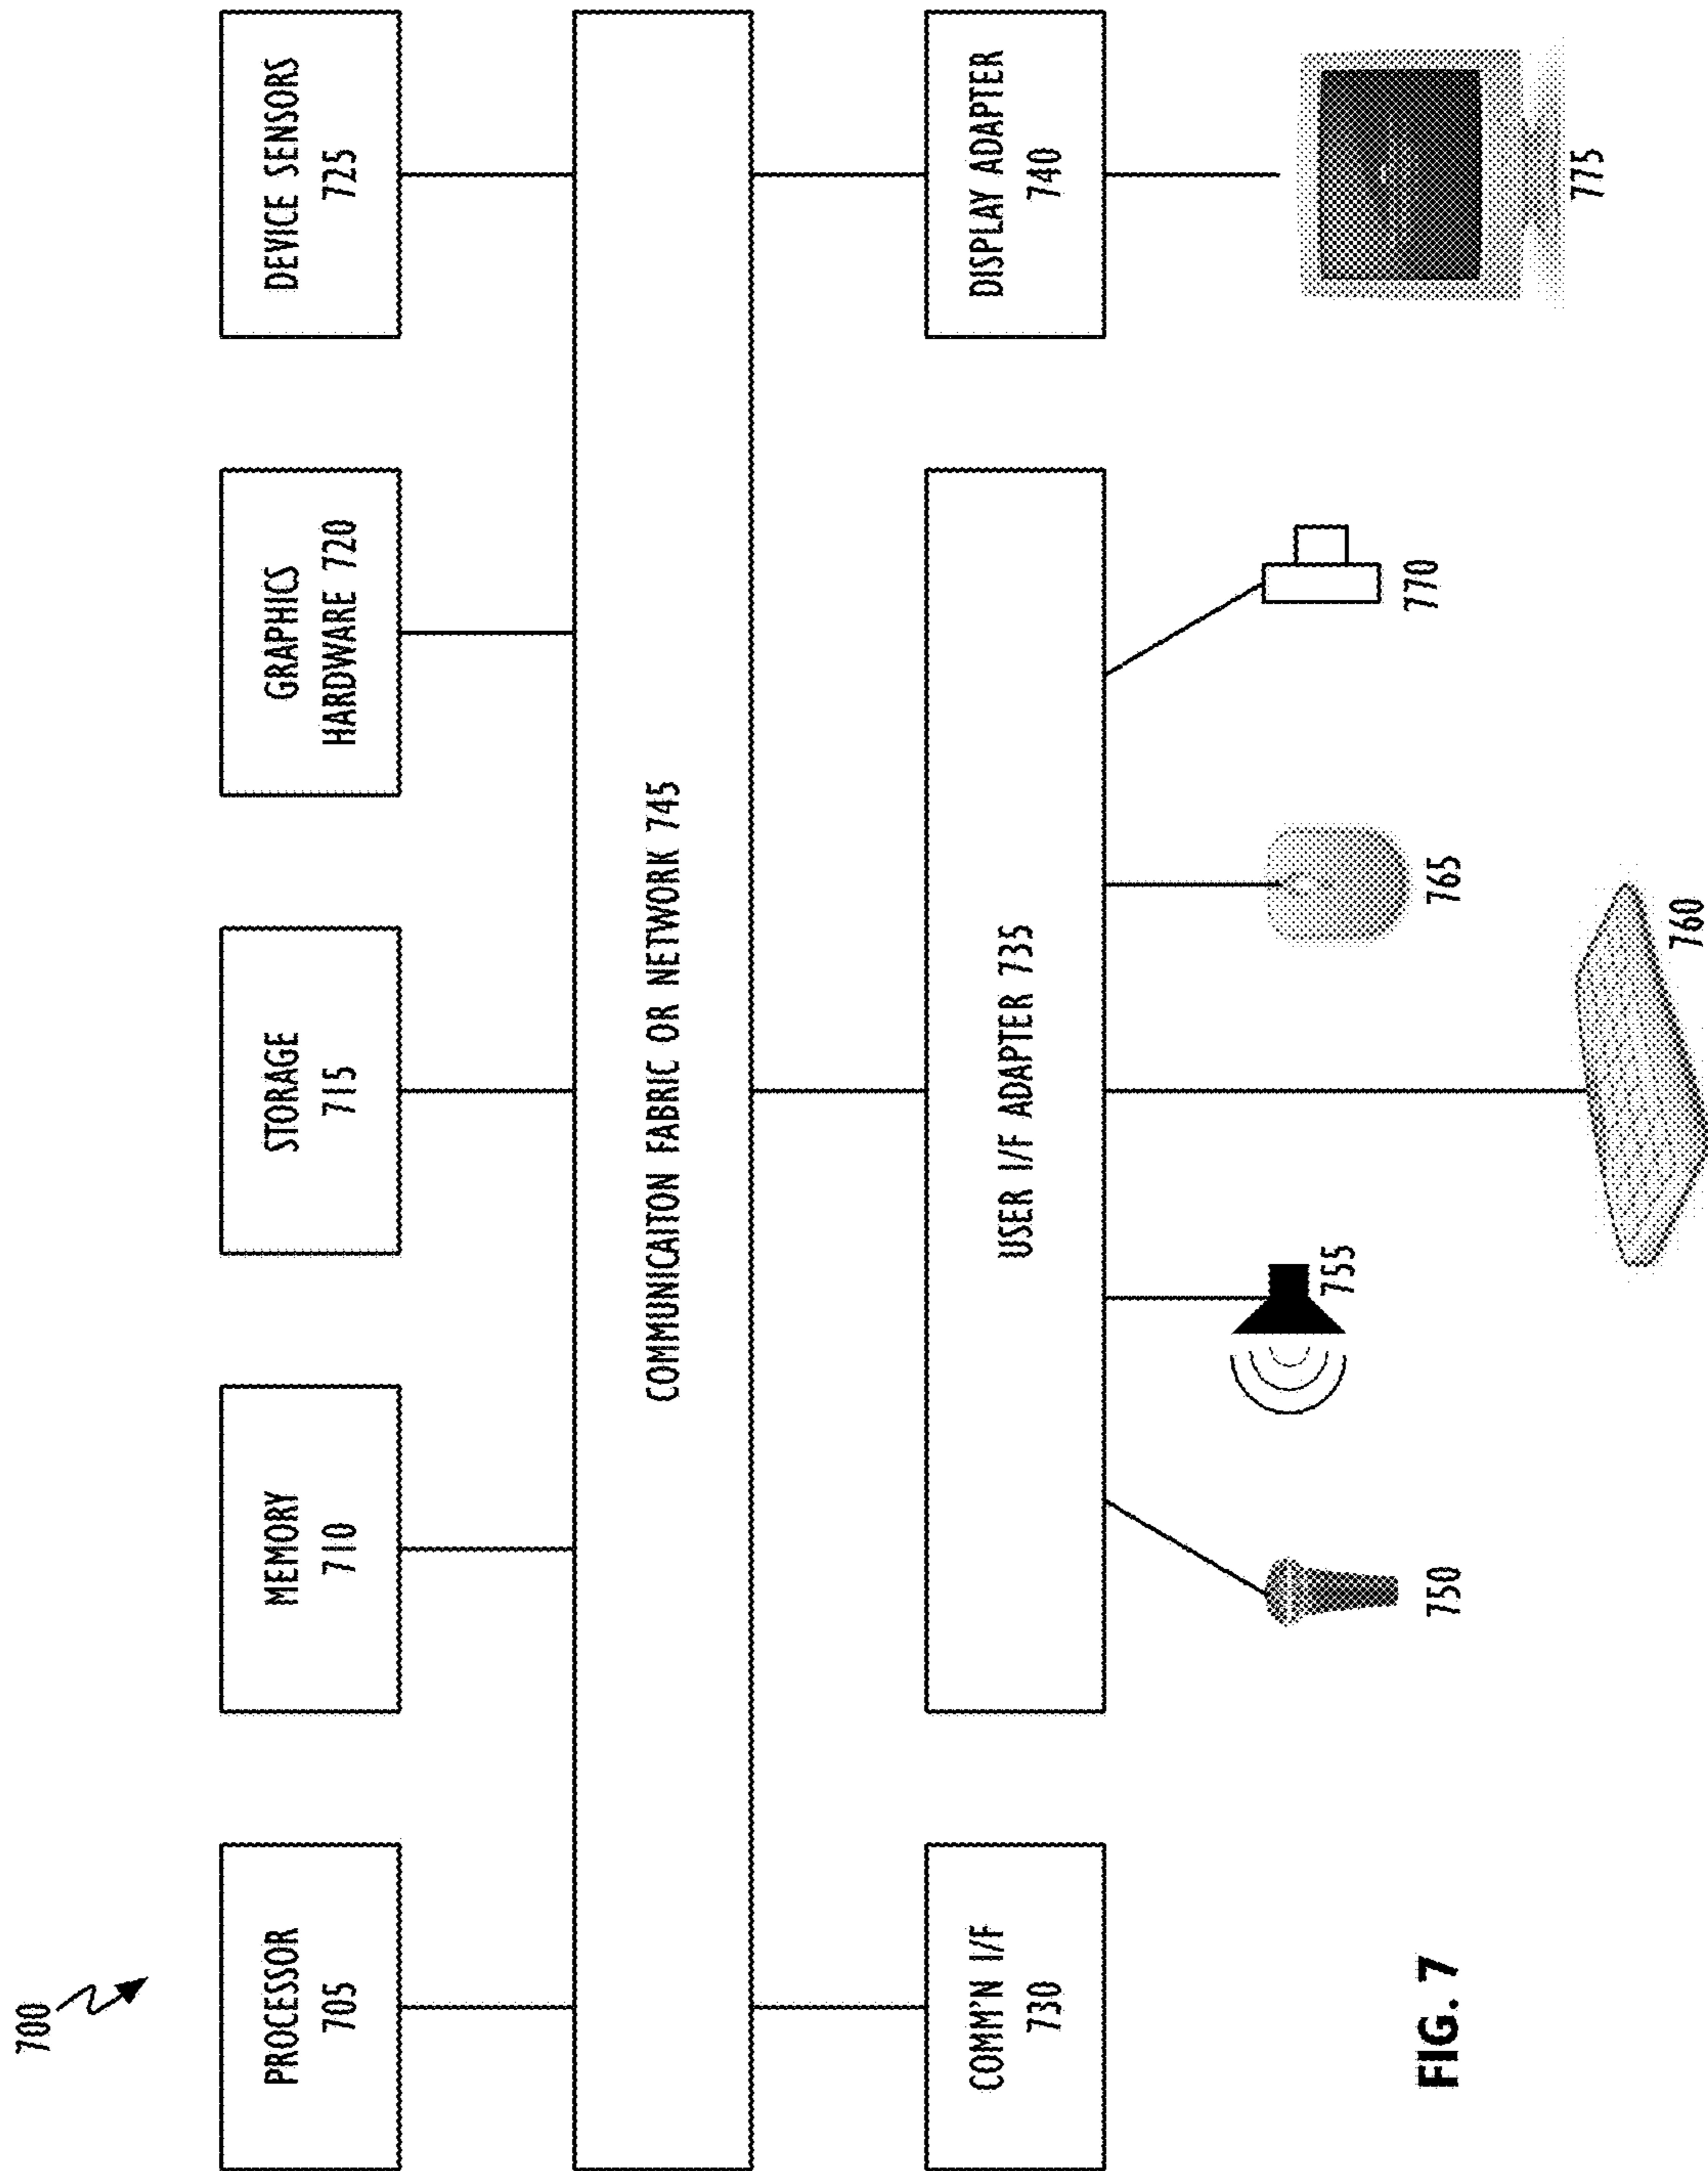 700
PROCESSOR
705
MEMORY
710
STORAGE
715
GRAPHICS
HARDWARE 720
DEVICE SENSORS
725
COMMUNICAITON FABRIC OR NETWORK 745
COMM'N I/F
730
USER I/F ADAPTER 735
DISPLAY ADAPTER
740
750
755
760
765
770
775
FIG. 7